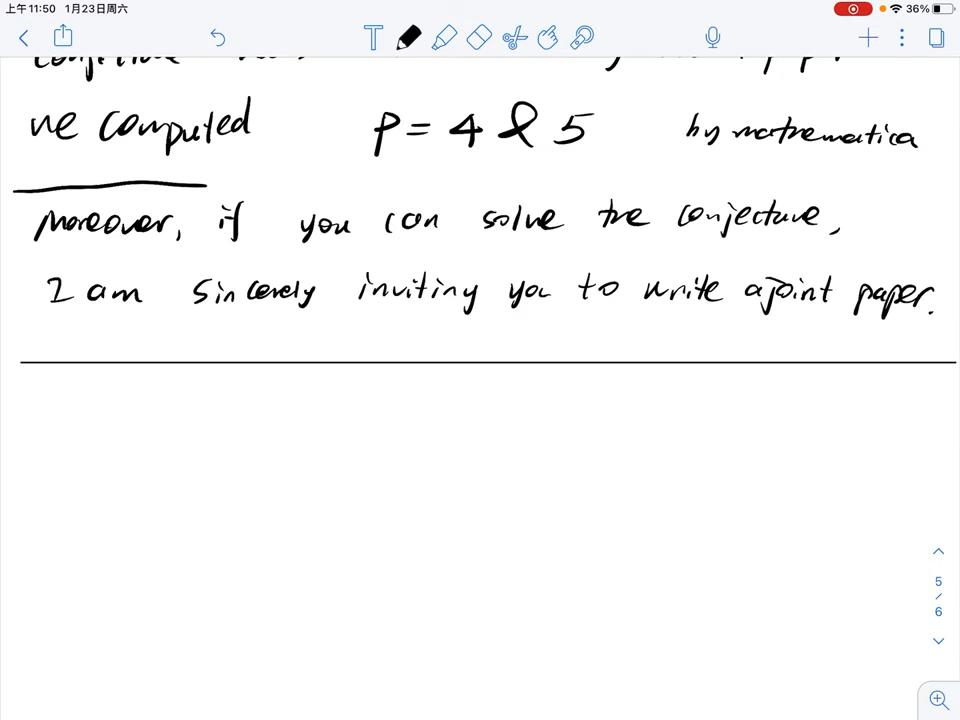 上午11:50 1月23日周六
36%
T
we computed p = 4 & 5 by mathematica
Moreover, if you can solve the conjecture,
I am sincerely inviting you to write a joint paper.
5
/
6